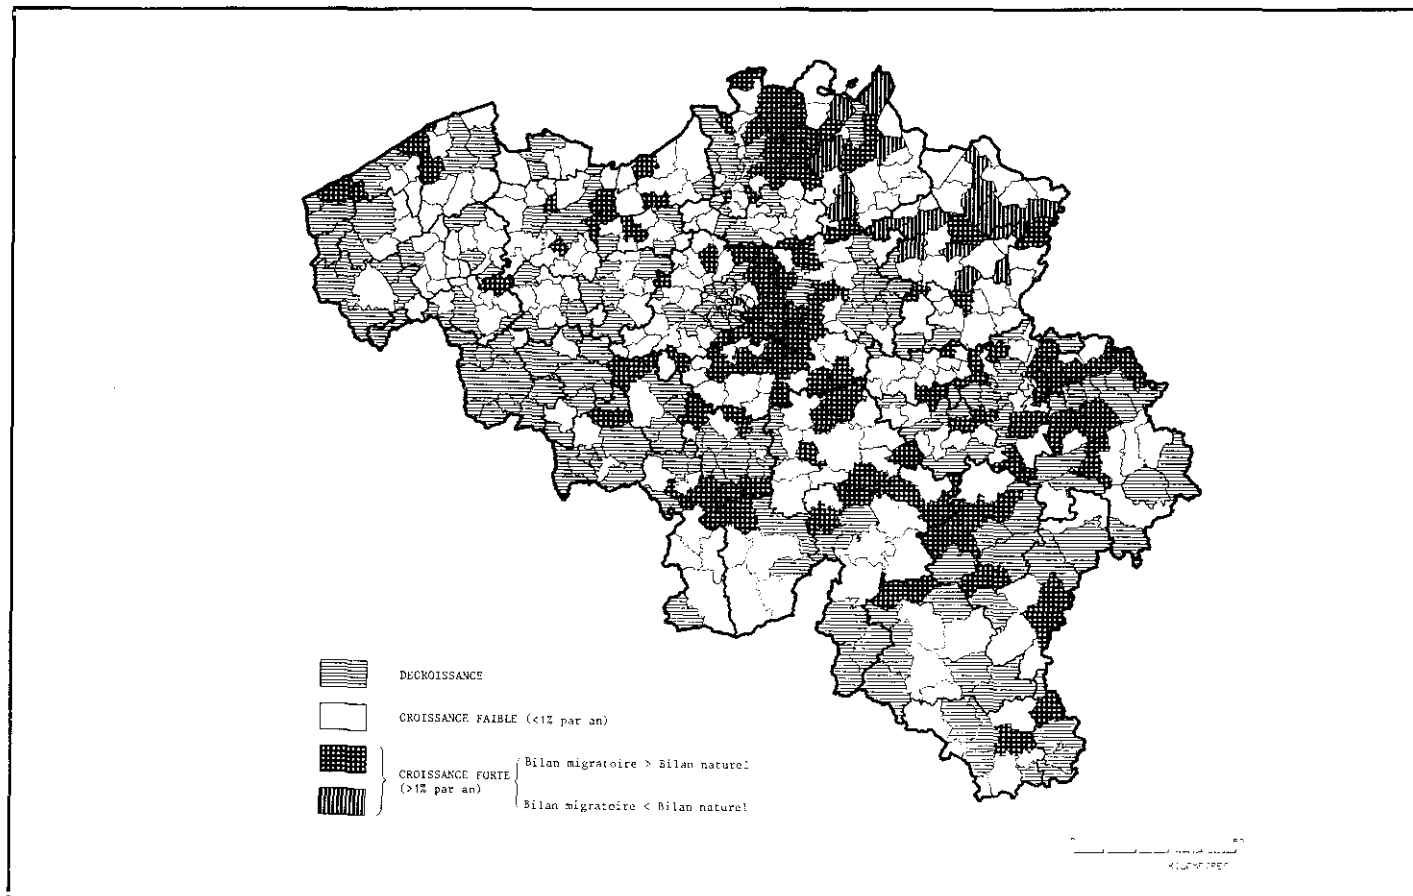 DECROISSANCE
CROISSANCE FAIBLE (<1% par an)
Bilan migratoire > Bilan naturel
CROISSANCE FORTE
(>1% par an)
Bilan migratoire < Bilan naturel